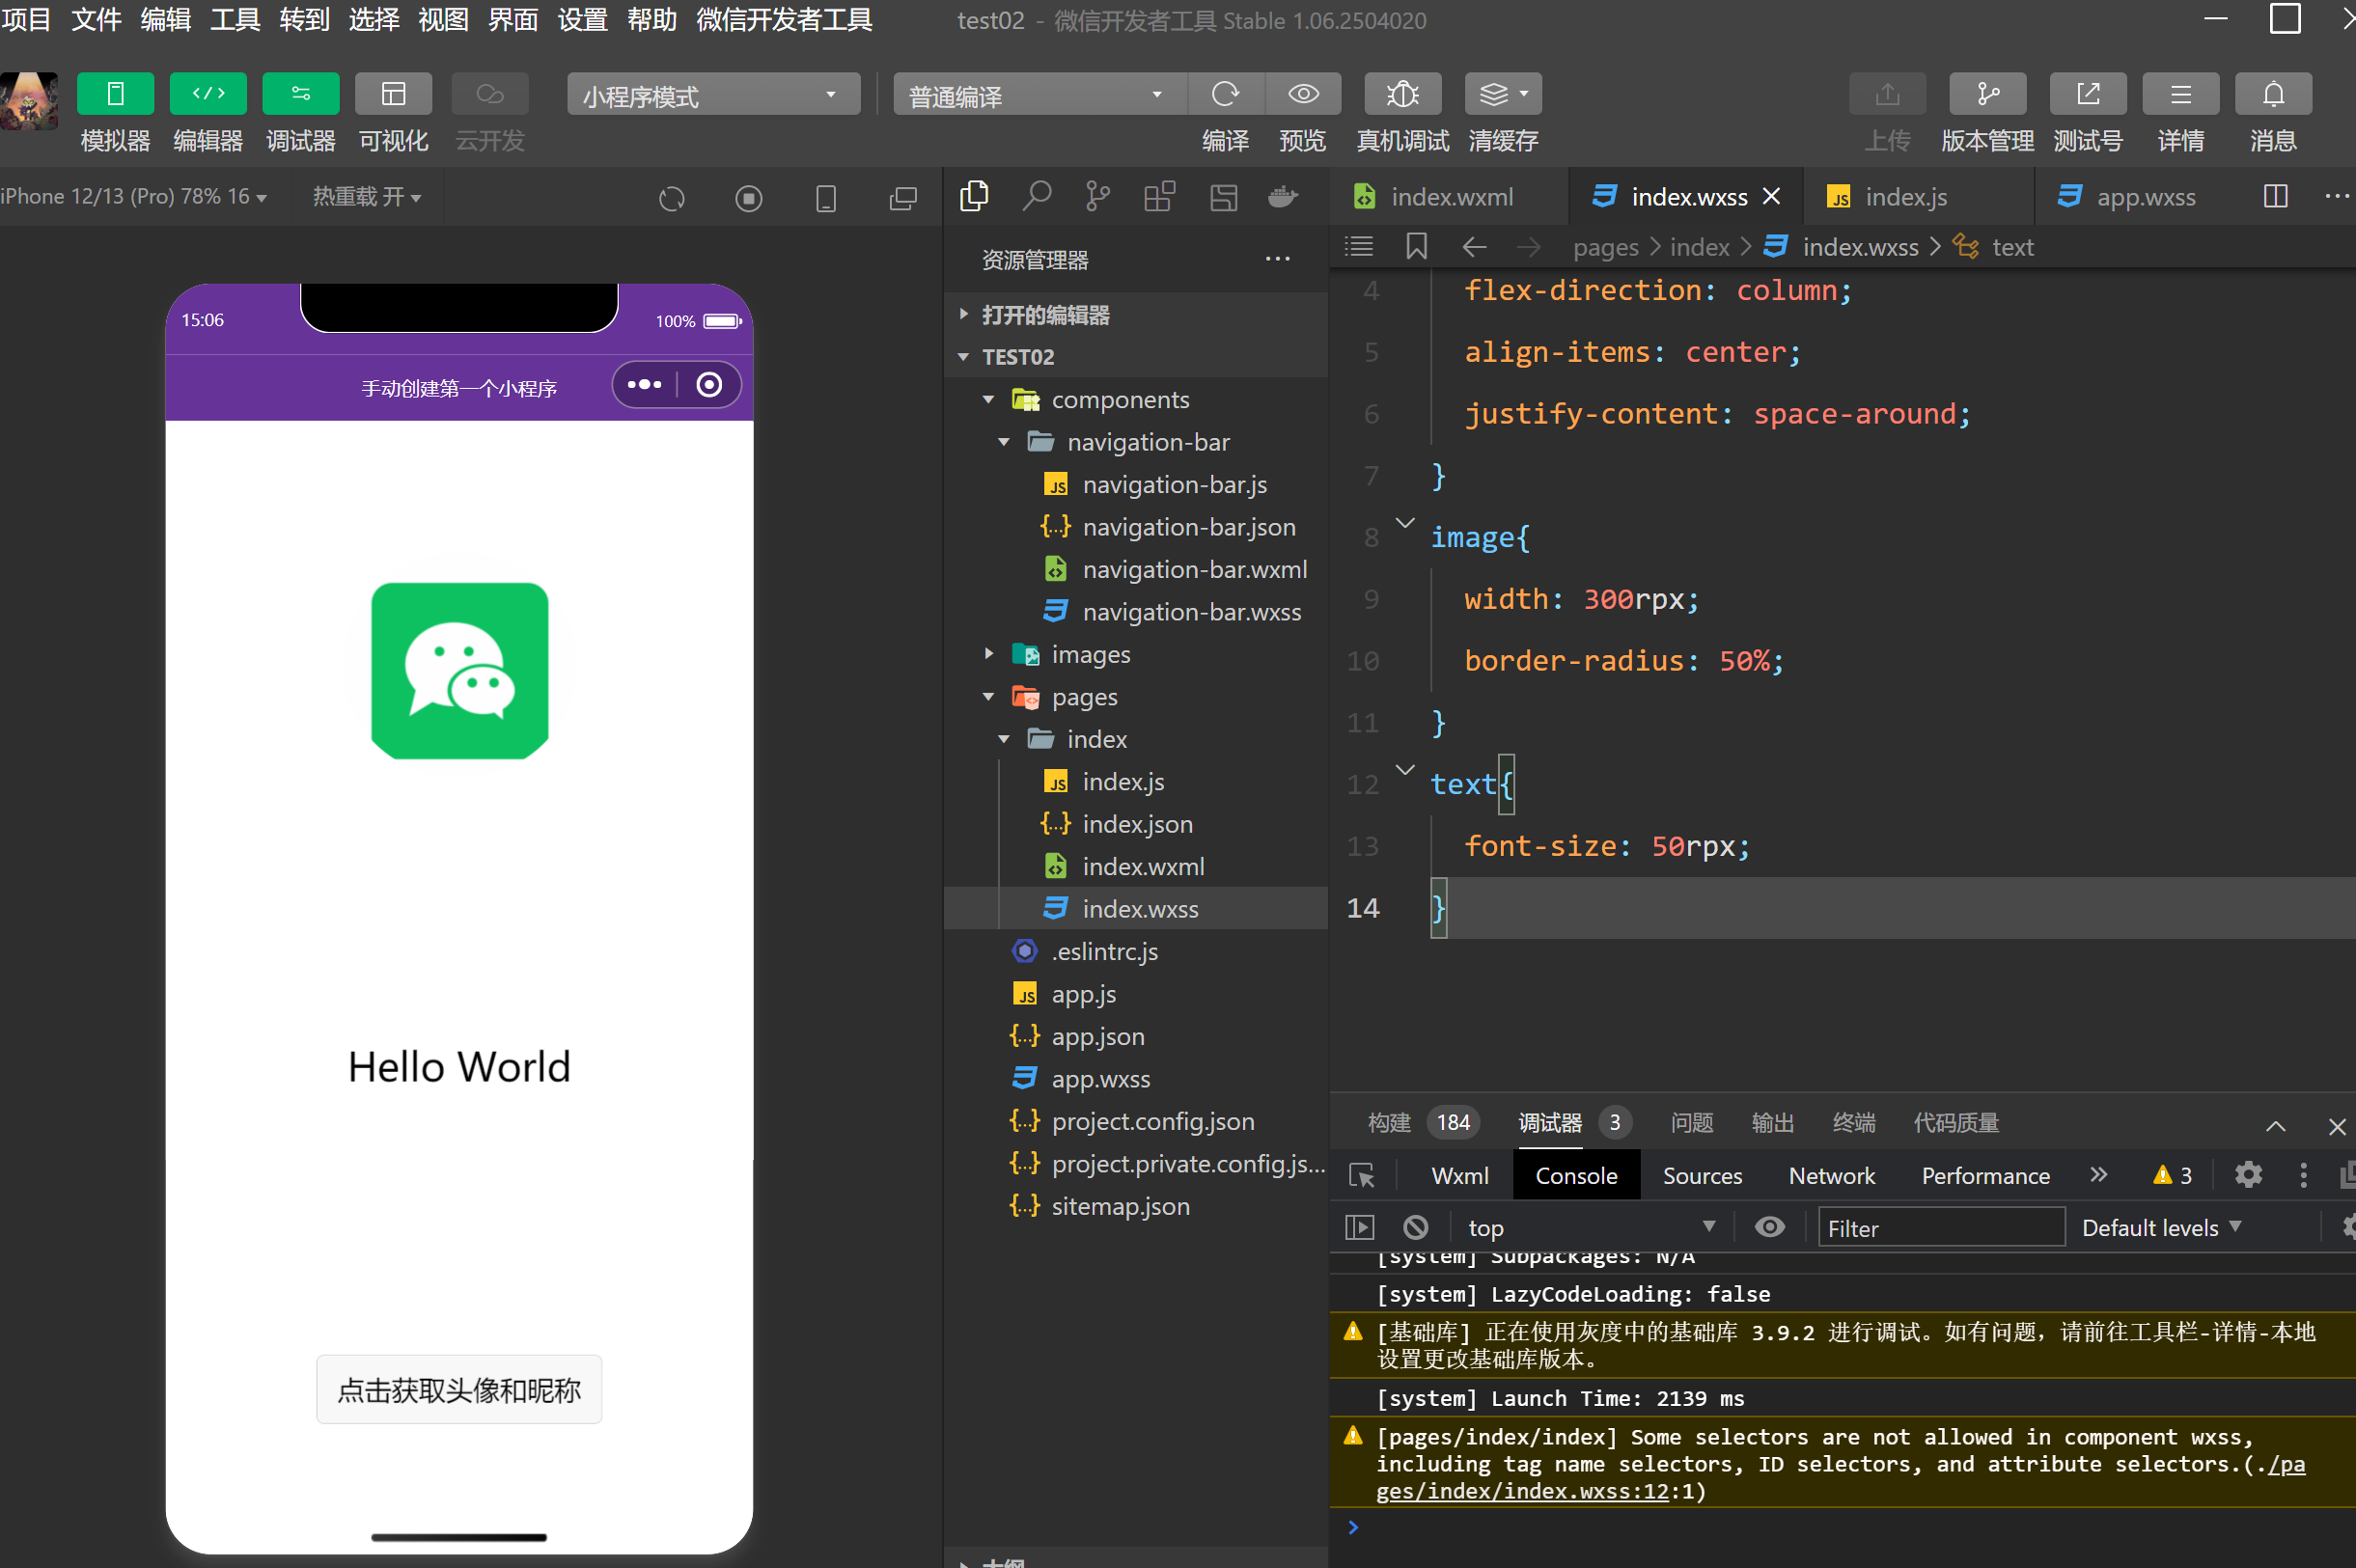 项目 文件 编辑 工具 转到 选择 视图 界面 设置 帮助 微信开发者工具 test02 - 微信开发者工具 Stable 1.06.2504020
小程序模式 普通编译
模拟器 编辑器 调试器 可视化 云开发 编译 预览 真机调试 清缓存 上传 版本管理 测试号 详情 消息
iPhone 12/13 (Pro) 78% 16 热重载 开
15:06 100%
手动创建第一个小程序
Hello World
点击获取头像和昵称
资源管理器
打开的编辑器
TEST02
components
navigation-bar
navigation-bar.js
navigation-bar.json
navigation-bar.wxml
navigation-bar.wxss
images
pages
index
index.js
index.json
index.wxml
index.wxss
.eslintrc.js
app.js
app.json
app.wxss
project.config.json
project.private.config.js...
sitemap.json
大纲
index.wxml index.wxss index.js app.wxss
pages > index > index.wxss > text
4 flex-direction: column;
5 align-items: center;
6 justify-content: space-around;
7 }
8 image{
9 width: 300rpx;
10 border-radius: 50%;
11 }
12 text{
13 font-size: 50rpx;
14 }
构建 184 调试器 3 问题 输出 终端 代码质量
Wxml Console Sources Network Performance 3
top Filter Default levels
[system] Subpackages: N/A
[system] LazyCodeLoading: false
[基础库] 正在使用灰度中的基础库 3.9.2 进行调试。如有问题，请前往工具栏-详情-本地
设置更改基础库版本。
[system] Launch Time: 2139 ms
[pages/index/index] Some selectors are not allowed in component wxss,
including tag name selectors, ID selectors, and attribute selectors.(./pa
ges/index/index.wxss:12:1)